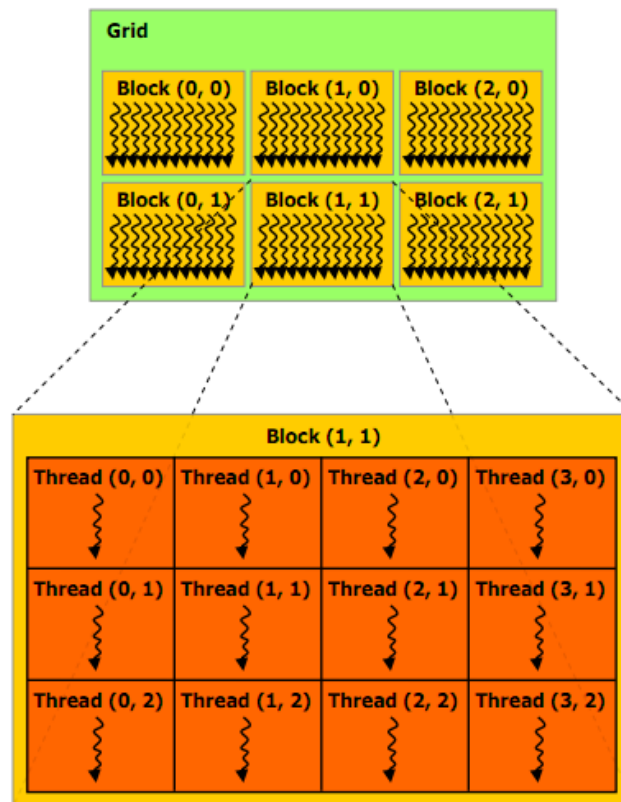 Grid
Block (0, 0) Block (1, 0) Block (2, 0)
Block (0, 1) Block (1, 1) Block (2, 1)
Block (1, 1)
Thread (0, 0) Thread (1, 0) Thread (2, 0) Thread (3, 0)
Thread (0, 1) Thread (1, 1) Thread (2, 1) Thread (3, 1)
Thread (0, 2) Thread (1, 2) Thread (2, 2) Thread (3, 2)